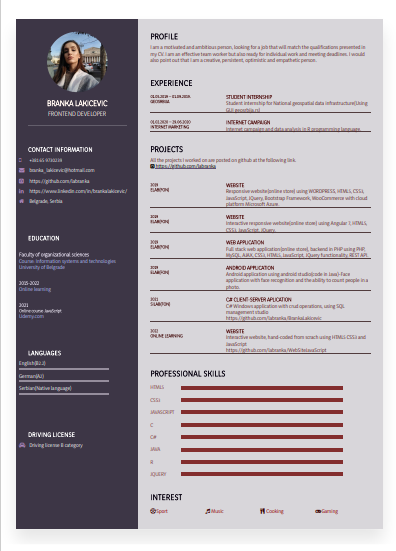 BRANKA LAKICEVIC
FRONTEND DEVELOPER
CONTACT INFORMATION
branka_lakicevic@hotmail.com
https://github.com/labranka
https://www.linkedin.com/in/brankalakicevic/
Belgrade, Serbia
EDUCATION
Faculty of organizational sciences
Course: Information systems and technologies
University of Belgrade
2015-2022
Online learning
2021
Online course JavaScript
Udemy.com
LANGUAGES
English(B2.2)
German(A2)
Serbian(Native language)
DRIVING LICENSE
Driving license B category
PROFILE
I am a motivated and ambitious person, looking for a job that will match the qualifications presented in
my CV. I am an effective team worker but also ready for individual work and meeting deadlines. I would
also point out that I am a creative, persistent, optimistic and empathetic person.
EXPERIENCE
01.03.2019 - 01.09.2019
GEOSRBIJA
STUDENT INTERNSHIP
Student internship for National geospatial data infrastructure(Using
GUI geosrbija.rs)
01.02.2020 - 28.06.2020
INTERNET MARKETING
INTERNET CAMPAIGN
Internet campaign and data analysis in R programming language.
PROJECTS
All the projects I worked on are posted on github at the following link.
https://github.com/labranka
2019
ELAB(FON)
WEBSITE
Responsive website(online store) using WORDPRESS, HTML5, CSS3,
JavaScript, jQuery, Bootstrap Framework, WooCommerce with cloud
platform Microsoft Azure.
2019
ELAB(FON)
WEBSITE
Interactive responsive website(online store) using Angular 7, HTML5,
CSS3, JavaScript, jQuery.
2019
ELAB(FON)
WEB APPLICATION
Full stack web application(online store), backend in PHP using PHP,
MySQL, AJAX, CSS3, HTML5, JavaScript, jQuery functionality, REST API.
2019
ELAB(FON)
ANDROID APPLICATION
Android application using android studio(code in Java)-Face
application with face recognition and the ability to count people in a
photo.
2021
SILAB(FON)
C# CLIENT-SERVER APLICATION
C# Windows application with crud operations, using SQL
management studio
https://github.com/labranka/BrankaLakicevic
2022
ONLINE LEARNING
WEBSITE
Interactive website, hand-coded from scrach using HTML5 CSS3 and
JavaScript
https://github.com/labranka/WebSiteJavaScript
PROFESSIONAL SKILLS
HTML5
CSS3
JAVASCRIPT
C
C#
JAVA
R
JQUERY
INTEREST
Sport
Music
Cooking
Gaming